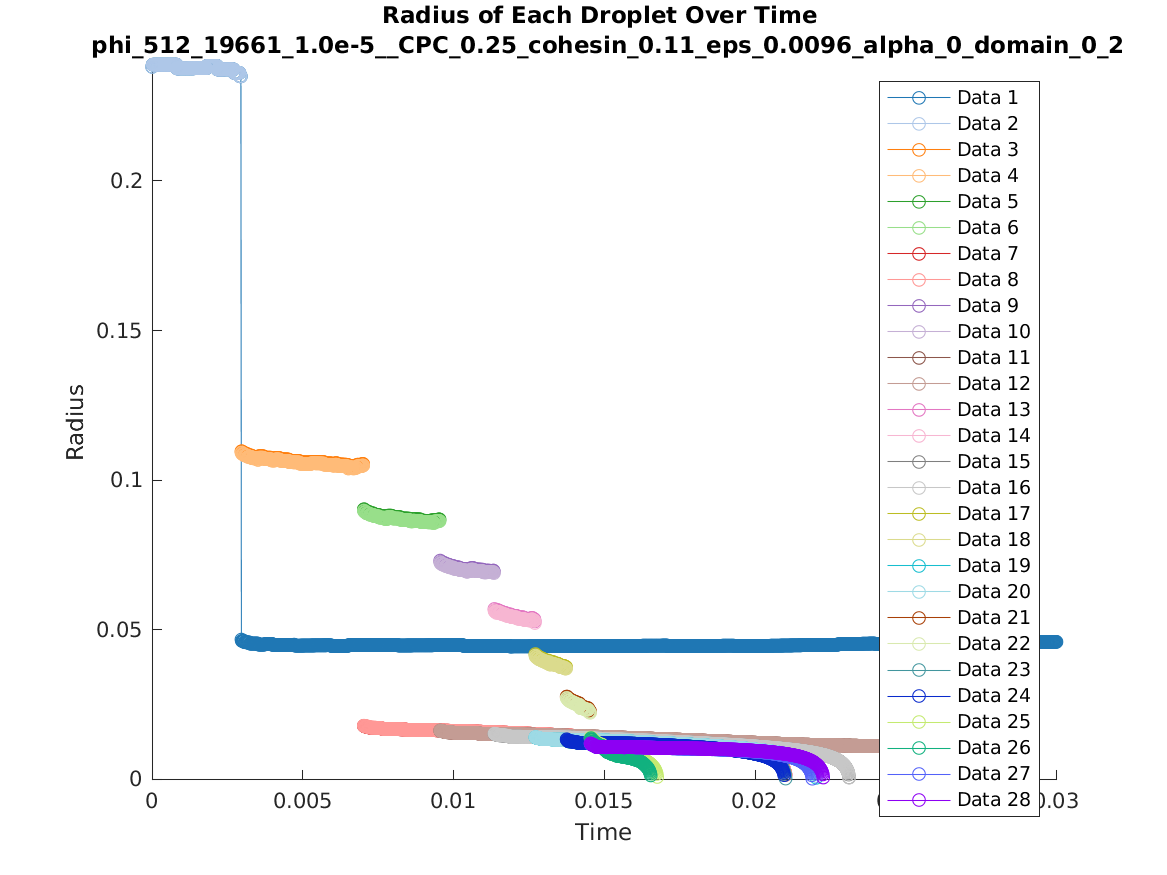 Radius of Each Droplet Over Time
phi_512_19661_1.0e-5__CPC_0.25_cohesin_0.11_eps_0.0096_alpha_0_domain_0_2
Radius
0.2
0.15
0.1
0.05
0
0
0.005
0.01
0.015
0.02
0.03
Time
Data 1
Data 2
Data 3
Data 4
Data 5
Data 6
Data 7
Data 8
Data 9
Data 10
Data 11
Data 12
Data 13
Data 14
Data 15
Data 16
Data 17
Data 18
Data 19
Data 20
Data 21
Data 22
Data 23
Data 24
Data 25
Data 26
Data 27
Data 28